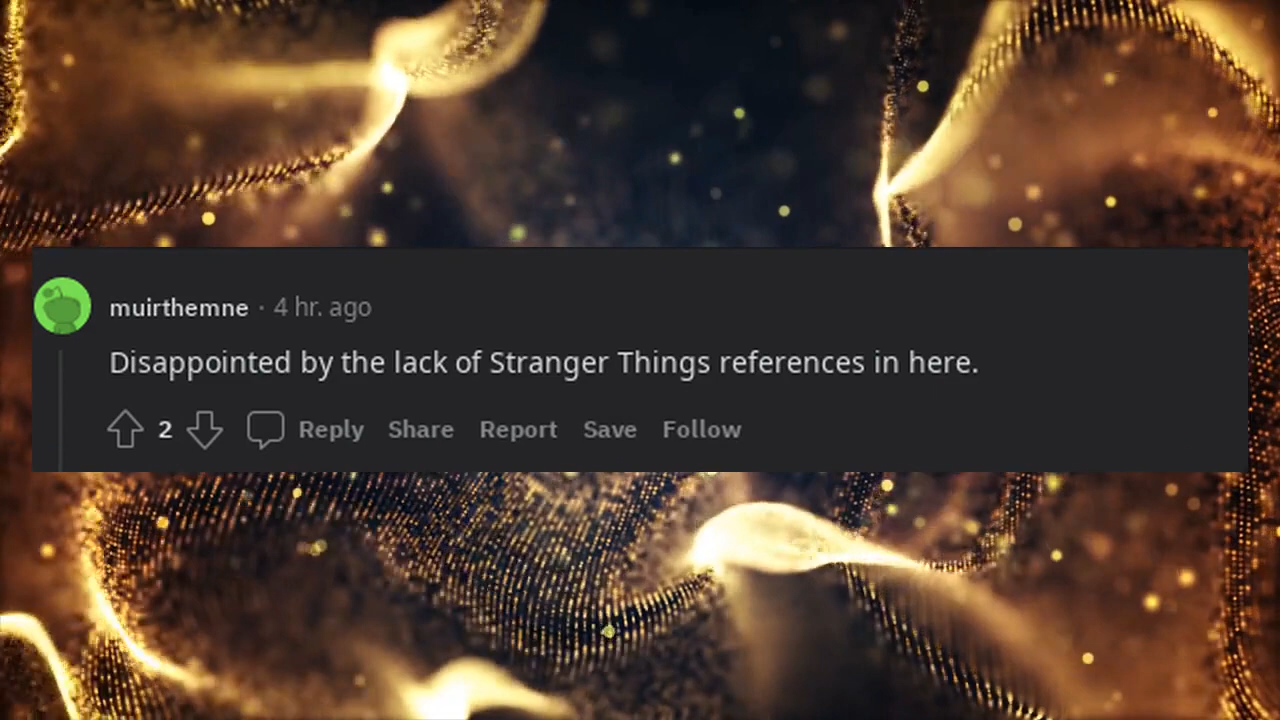 muirthemne · 4 hr. ago
Disappointed by the lack of Stranger Things references in here.
2 Reply Share Report Save Follow